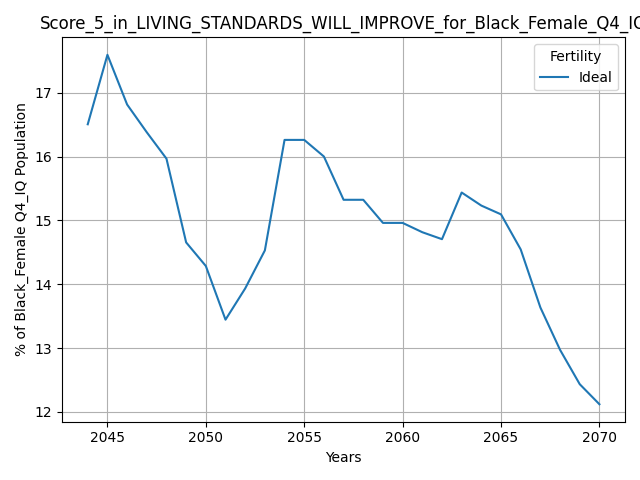 Score_5_in_LIVING_STANDARDS_WILL_IMPROVE_for_Black_Female_Q4_IQ
Fertility
Ideal
17
16
15
14
13
12
% of Black_Female Q4_IQ Population
2045 2050 2055 2060 2065 2070
Years